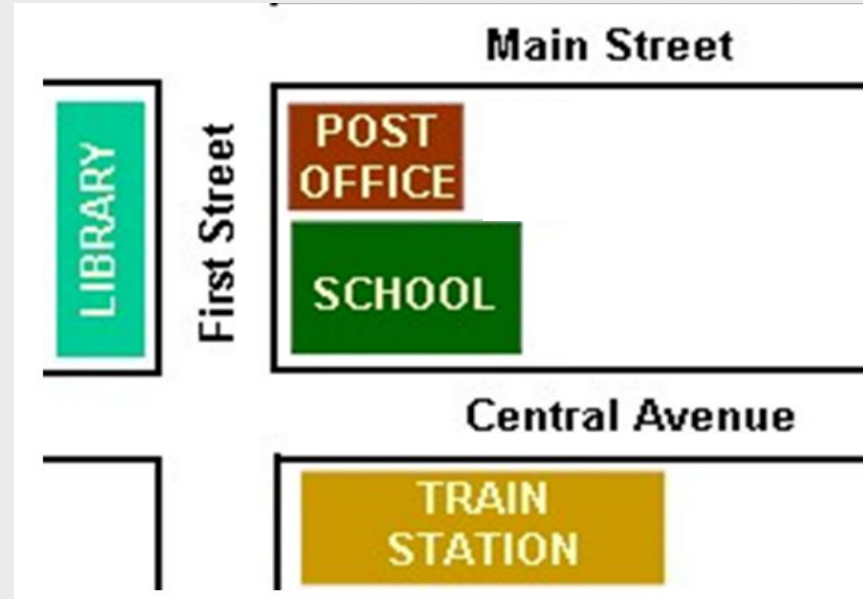 Main Street
POST
OFFICE
LIBRARY
First Street
SCHOOL
Central Avenue
TRAIN
STATION